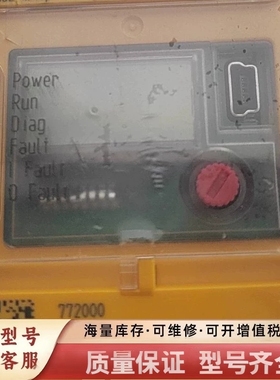 Power
Run
Diag
Fault
I Fault
O Fault
772000
型号
客服
海量库存·可维修·可开增值税
质量保证 型号齐全